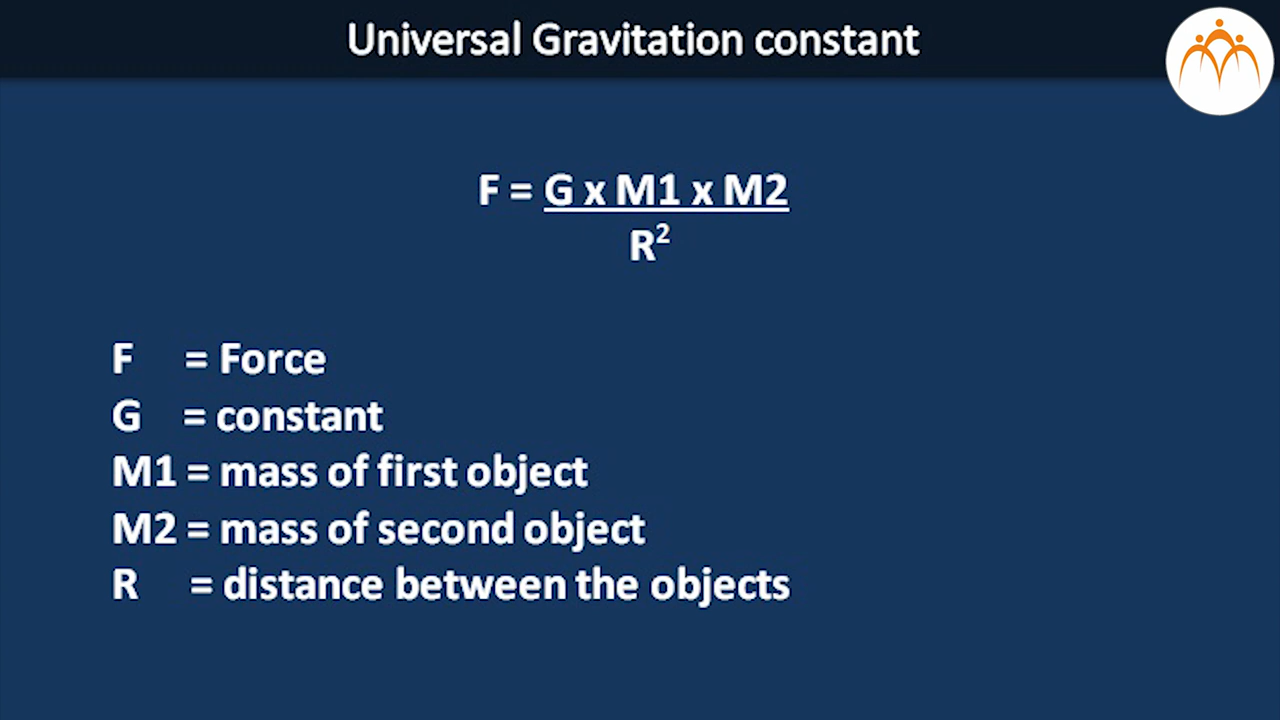 Universal Gravitation constant
F = G x M1 x M2
R²
F = Force
G = constant
M1 = mass of first object
M2 = mass of second object
R = distance between the objects